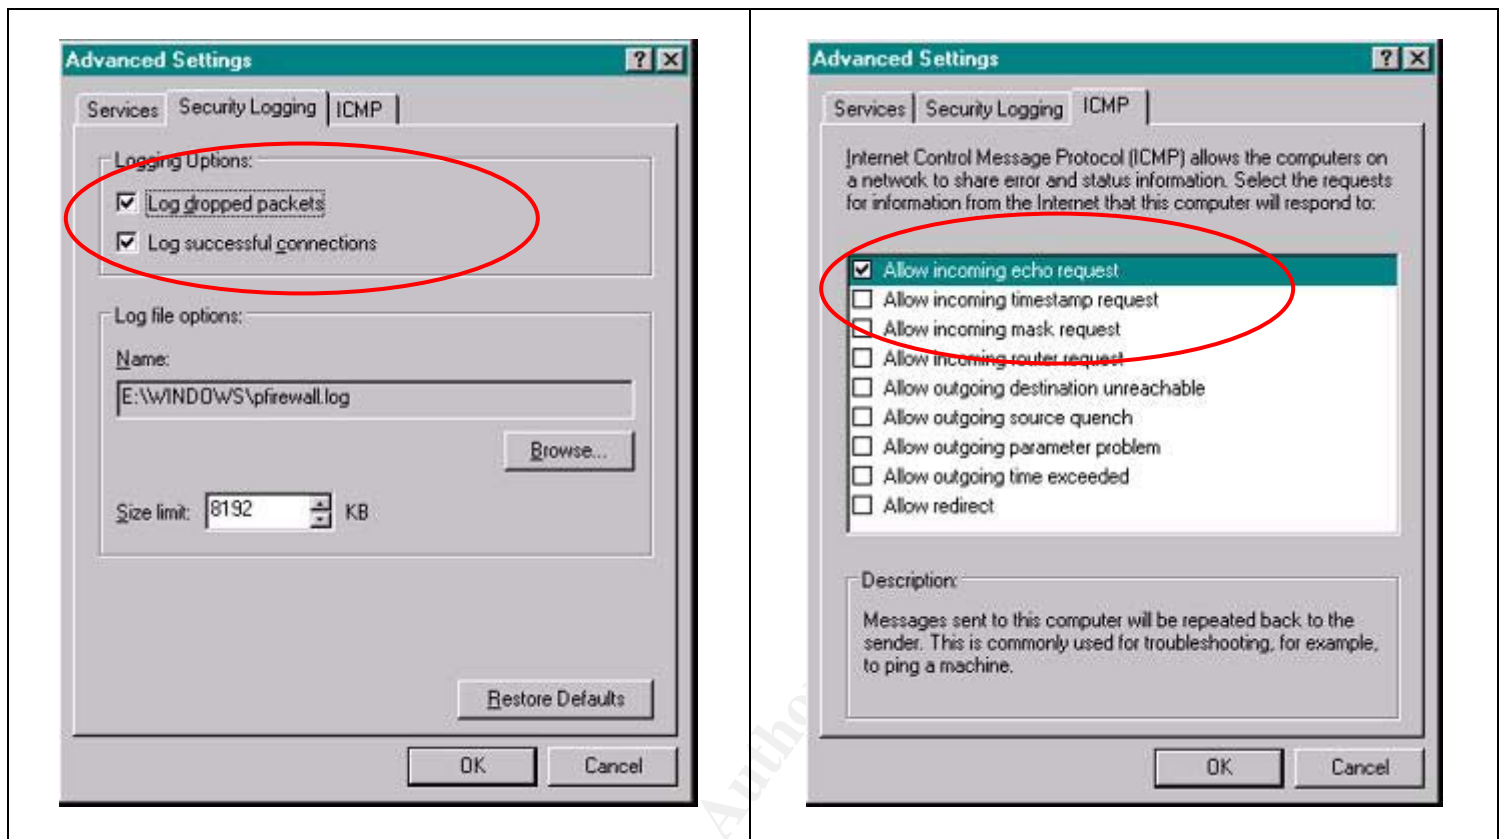 Advanced Settings
Services Security Logging ICMP
Logging Options:
Log dropped packets
Log successful connections
Log file options:
Name:
E:\WINDOWS\pfirewall.log
Browse...
Size limit: 8192 KB
Restore Defaults
OK Cancel
Advanced Settings
Services Security Logging ICMP
Internet Control Message Protocol (ICMP) allows the computers on
a network to share error and status information. Select the requests
for information from the Internet that this computer will respond to:
Allow incoming echo request
Allow incoming timestamp request
Allow incoming mask request
Allow incoming router request
Allow outgoing destination unreachable
Allow outgoing source quench
Allow outgoing parameter problem
Allow outgoing time exceeded
Allow redirect
Description:
Messages sent to this computer will be repeated back to the
sender. This is commonly used for troubleshooting, for example,
to ping a machine.
OK Cancel